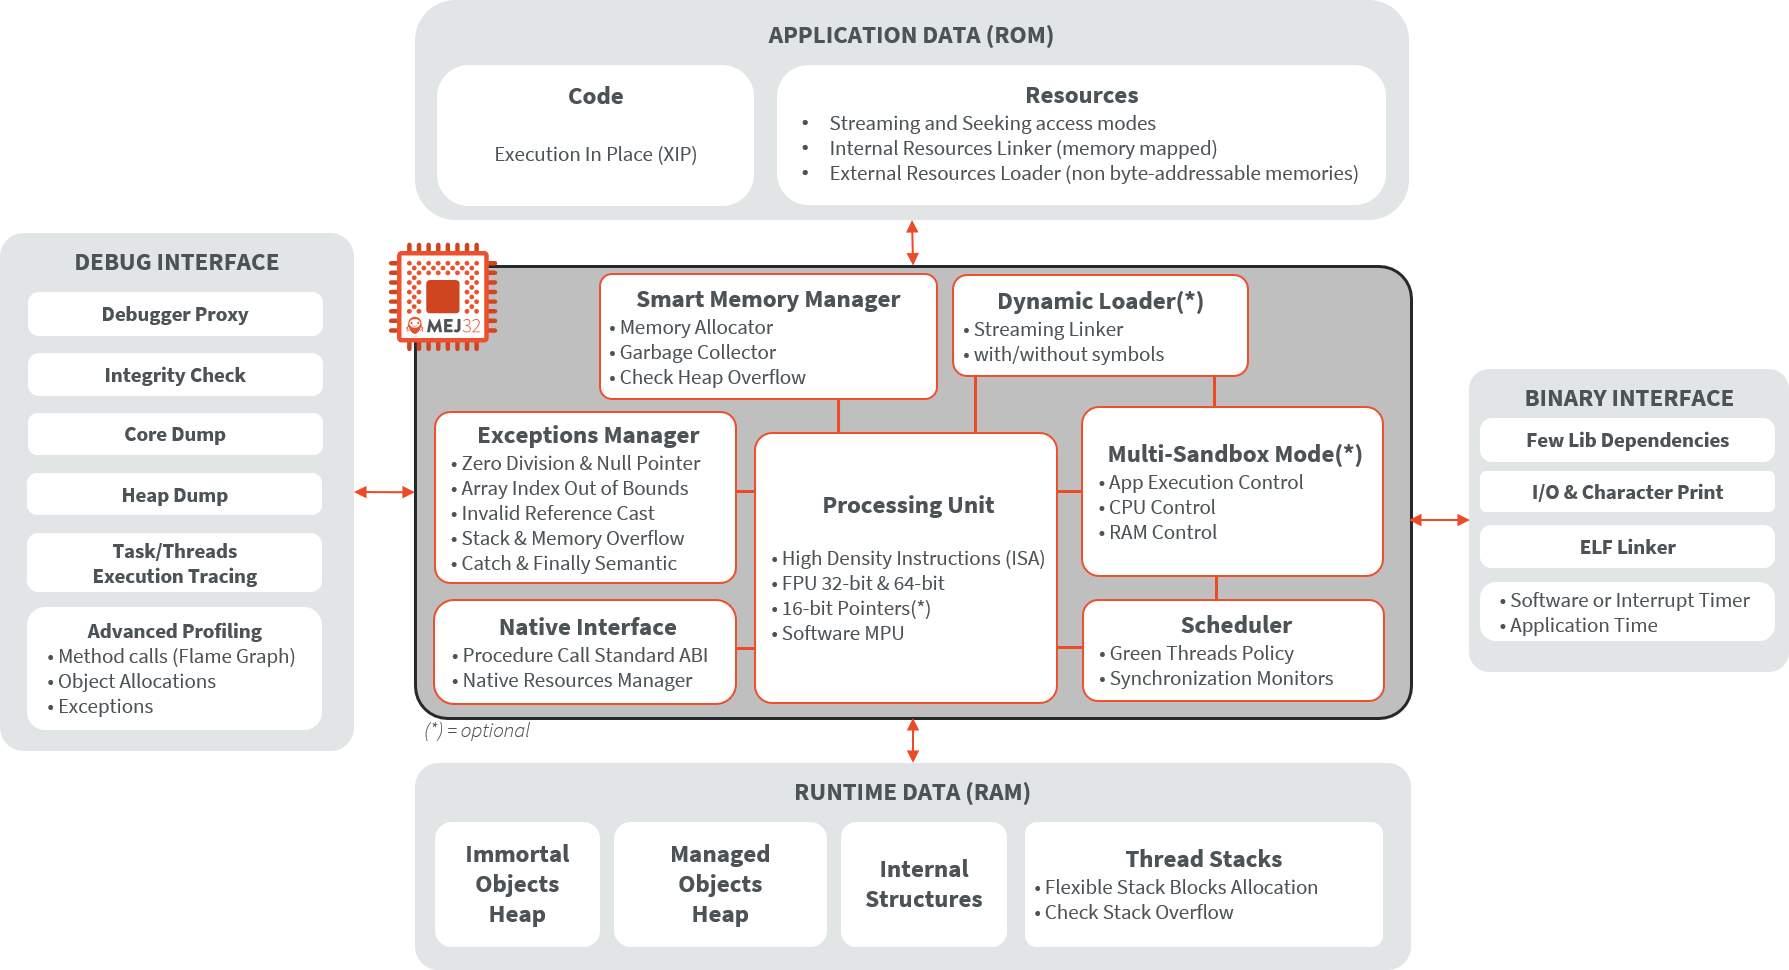 APPLICATION DATA (ROM)
Code
Execution In Place (XIP)
Resources
• Streaming and Seeking access modes
• Internal Resources Linker (memory mapped)
• External Resources Loader (non byte-addressable memories)
DEBUG INTERFACE
Debugger Proxy
Integrity Check
Core Dump
Heap Dump
Task/Threads
Execution Tracing
Advanced Profiling
• Method calls (Flame Graph)
• Object Allocations
• Exceptions
MEJ32
Smart Memory Manager
• Memory Allocator
• Garbage Collector
• Check Heap Overflow
Dynamic Loader(*)
• Streaming Linker
• with/without symbols
Exceptions Manager
• Zero Division & Null Pointer
• Array Index Out of Bounds
• Invalid Reference Cast
• Stack & Memory Overflow
• Catch & Finally Semantic
Processing Unit
• High Density Instructions (ISA)
• FPU 32-bit & 64-bit
• 16-bit Pointers(*)
• Software MPU
Multi-Sandbox Mode(*)
• App Execution Control
• CPU Control
• RAM Control
Native Interface
• Procedure Call Standard ABI
• Native Resources Manager
Scheduler
• Green Threads Policy
• Synchronization Monitors
(*) = optional
BINARY INTERFACE
Few Lib Dependencies
I/O & Character Print
ELF Linker
• Software or Interrupt Timer
• Application Time
RUNTIME DATA (RAM)
Immortal
Objects
Heap
Managed
Objects
Heap
Internal
Structures
Thread Stacks
• Flexible Stack Blocks Allocation
• Check Stack Overflow